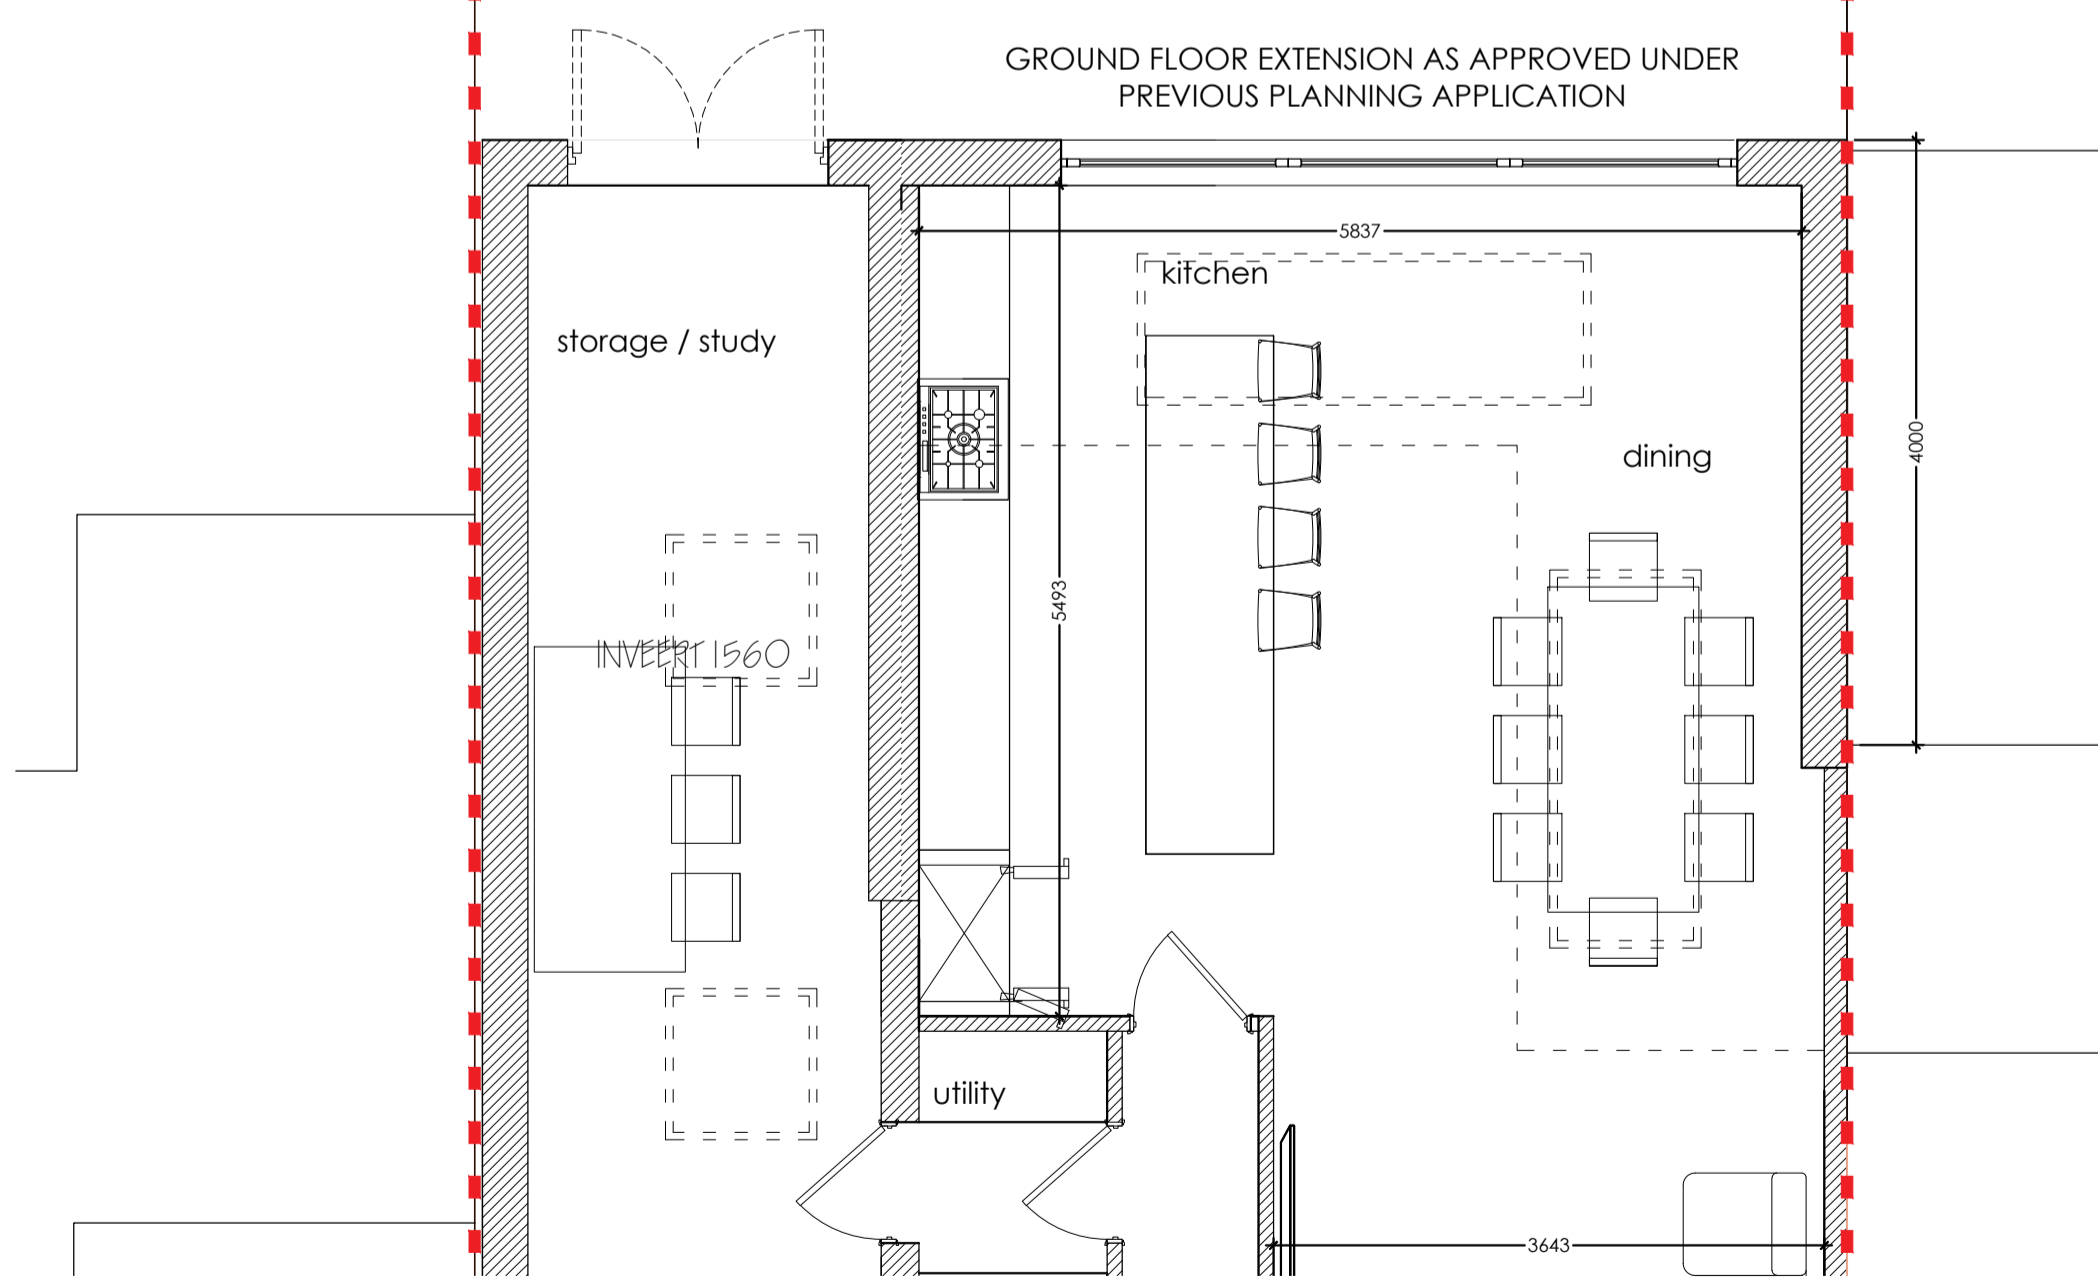 GROUND FLOOR EXTENSION AS APPROVED UNDER
PREVIOUS PLANNING APPLICATION
5837
kitchen
storage / study
dining
4000
5493
INVEERT 1560
utility
3643